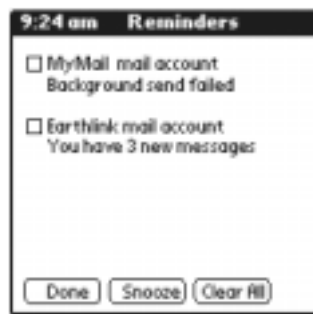 9:24 am Reminders
MyMail mail account
Background send failed
Earthlink mail account
You have 3 new messages
Done Snooze Clear All